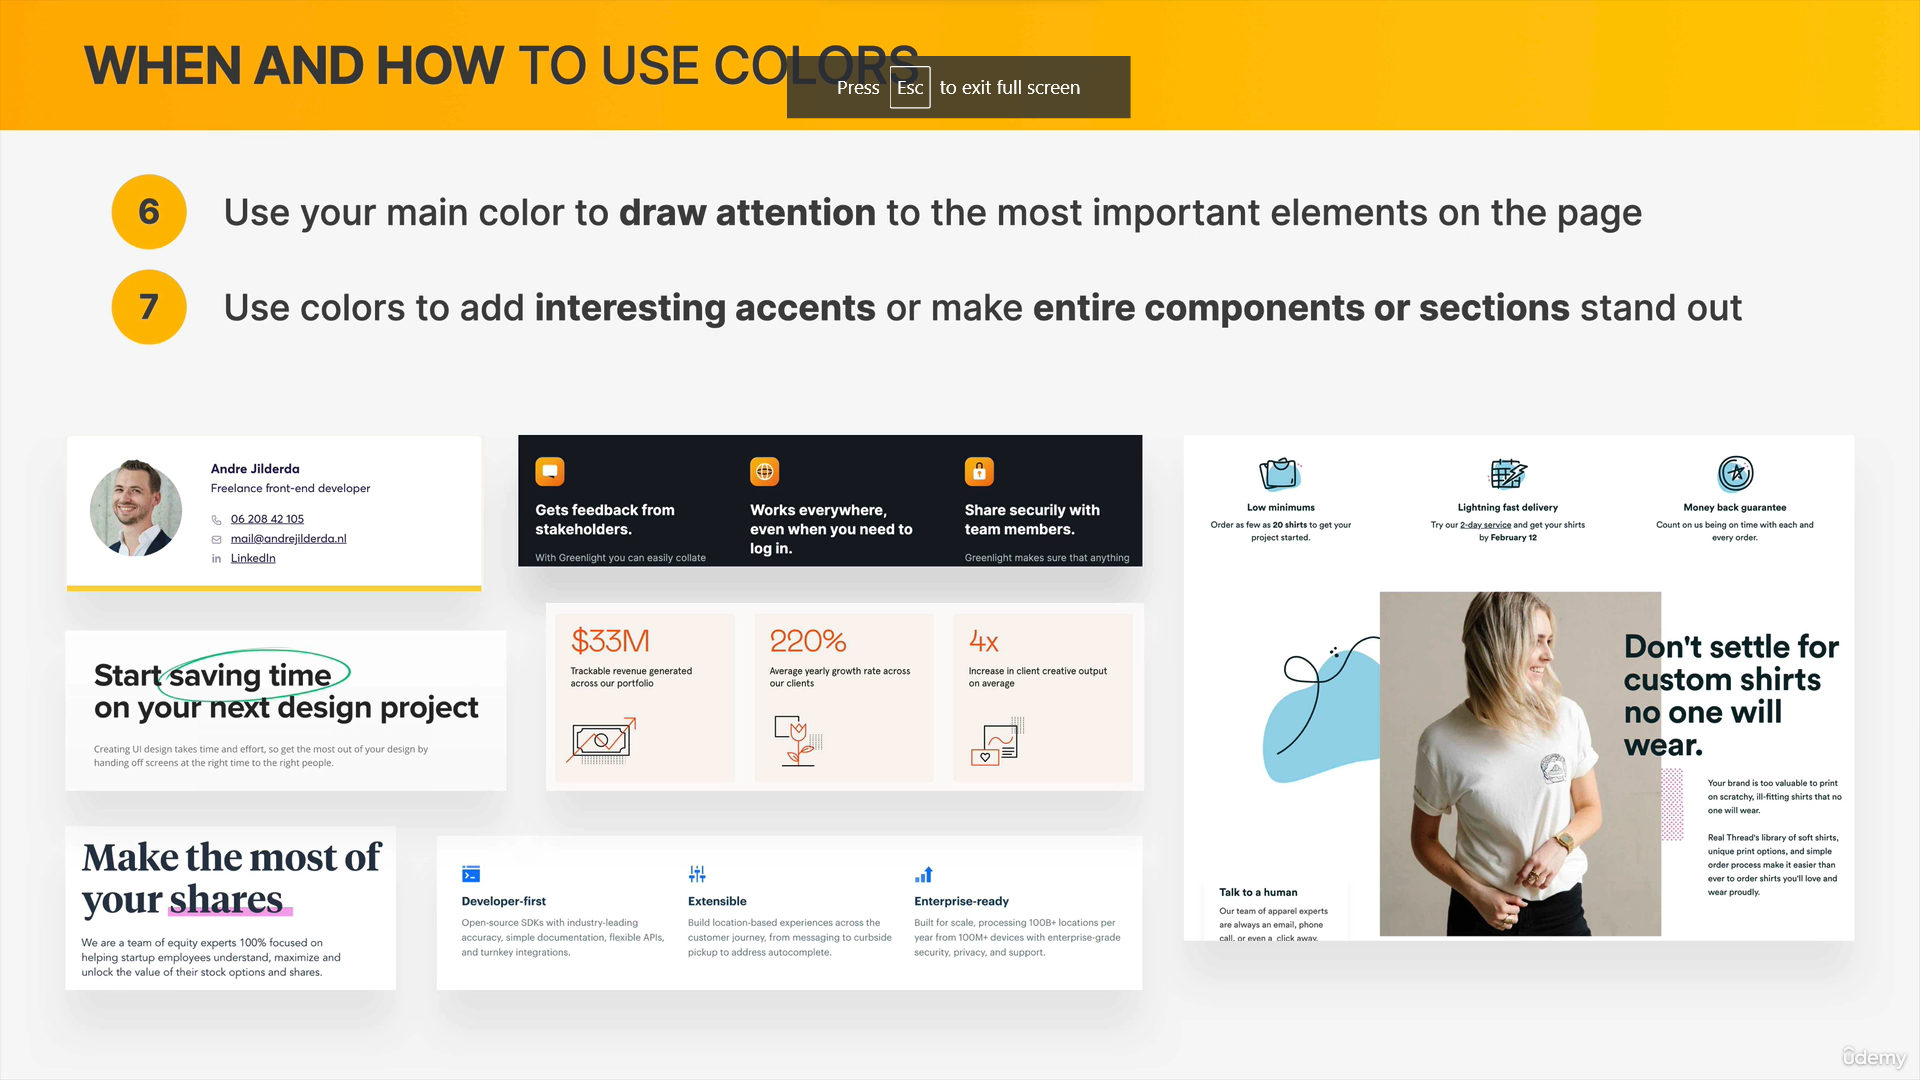 WHEN AND HOW TO USE COLORS
Press Esc to exit full screen
6 Use your main color to draw attention to the most important elements on the page
7 Use colors to add interesting accents or make entire components or sections stand out
Andre Jilderda
Freelance front-end developer
06 208 42 105
mail@andrejilderda.nl
in LinkedIn
Gets feedback from
stakeholders.
With Greenlight you can easily collate
Works everywhere,
even when you need to
log in.
Share securily with
team members.
Greenlight makes sure that anything
Low minimums
Order as few as 20 shirts to get your
project started.
Lightning fast delivery
Try our 2-day service and get your shirts
by February 12
Money back guarantee
Count on us being on time with each and
every order.
Start saving time
on your next design project
Creating UI design takes time and effort, so get the most out of your design by
handing off screens at the right time to the right people.
$33M
Trackable revenue generated
across our portfolio
220%
Average yearly growth rate across
our clients
4x
Increase in client creative output
on average
Don't settle for
custom shirts
no one will
wear.
Your brand is too valuable to print
on scratchy, ill-fitting shirts that no
one will wear.
Real Thread's library of soft shirts,
unique print options, and simple
order process make it easier than
ever to order shirts you'll love and
wear proudly.
Talk to a human
Our team of apparel experts
are always an email, phone
call, or even a click away.
Make the most of
your shares
We are a team of equity experts 100% focused on
helping startup employees understand, maximize and
unlock the value of their stock options and shares.
Developer-first
Open-source SDKs with industry-leading
accuracy, simple documentation, flexible APIs,
and turnkey integrations.
Extensible
Build location-based experiences across the
customer journey, from messaging to curbside
pickup to address autocomplete.
Enterprise-ready
Built for scale, processing 100B+ locations per
year from 100M+ devices with enterprise-grade
security, privacy, and support.
ûdemy